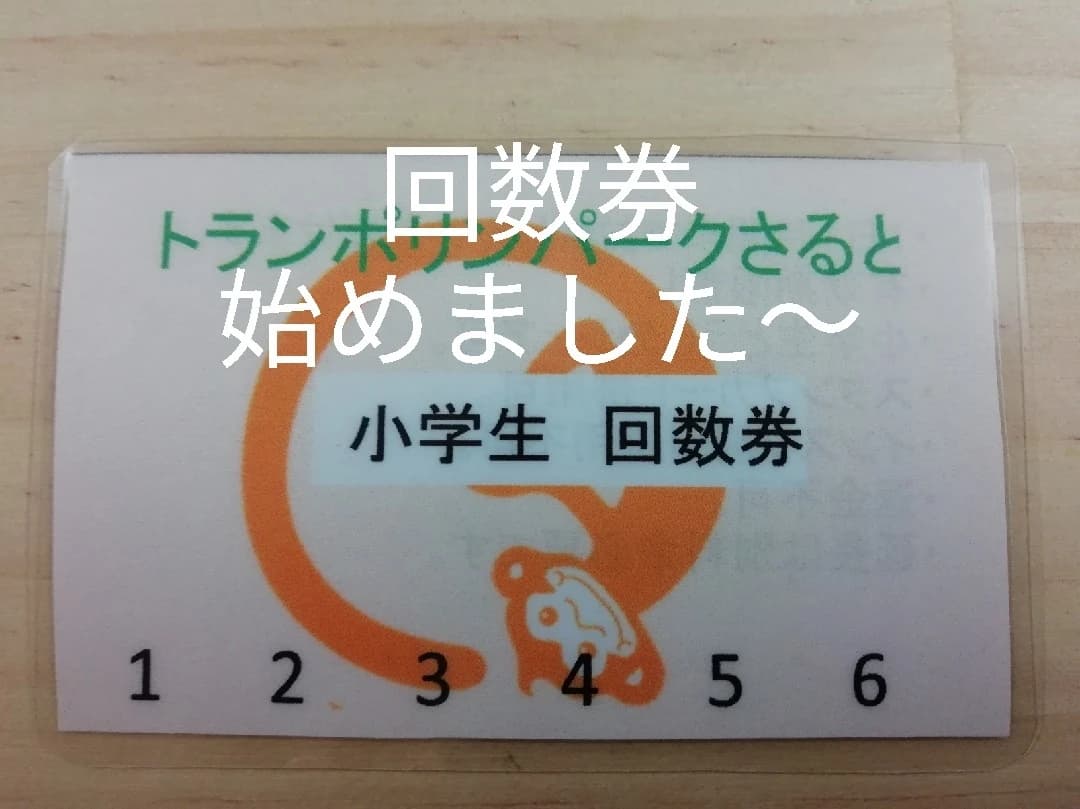 回数券
トランポリンパークさると
始めました～
小学生 回数券
1 2 3 4 5 6